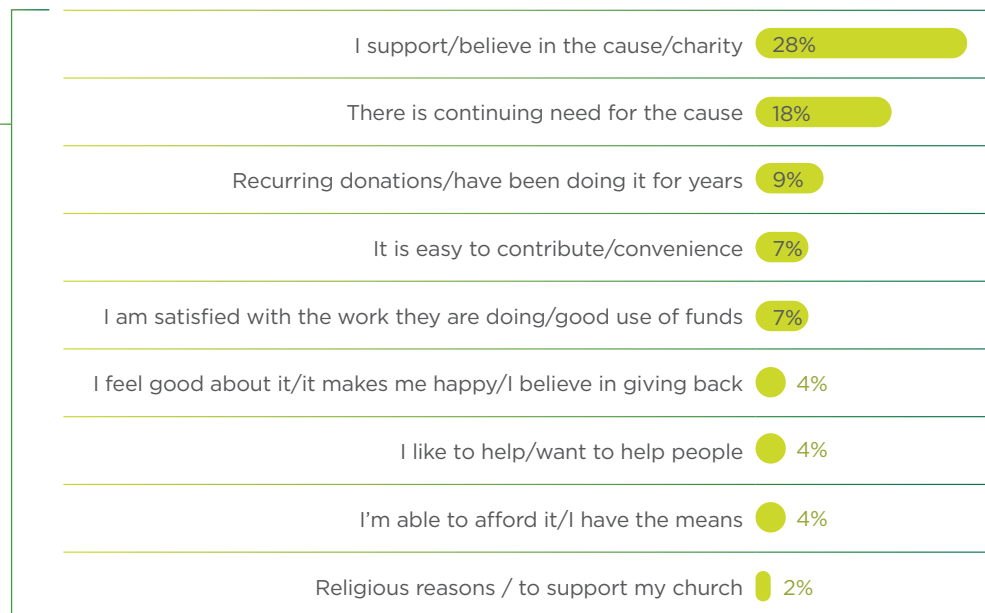 I support/believe in the cause/charity 28%
There is continuing need for the cause 18%
Recurring donations/have been doing it for years 9%
It is easy to contribute/convenience 7%
I am satisfied with the work they are doing/good use of funds 7%
I feel good about it/it makes me happy/I believe in giving back 4%
I like to help/want to help people 4%
I’m able to afford it/I have the means 4%
Religious reasons / to support my church 2%